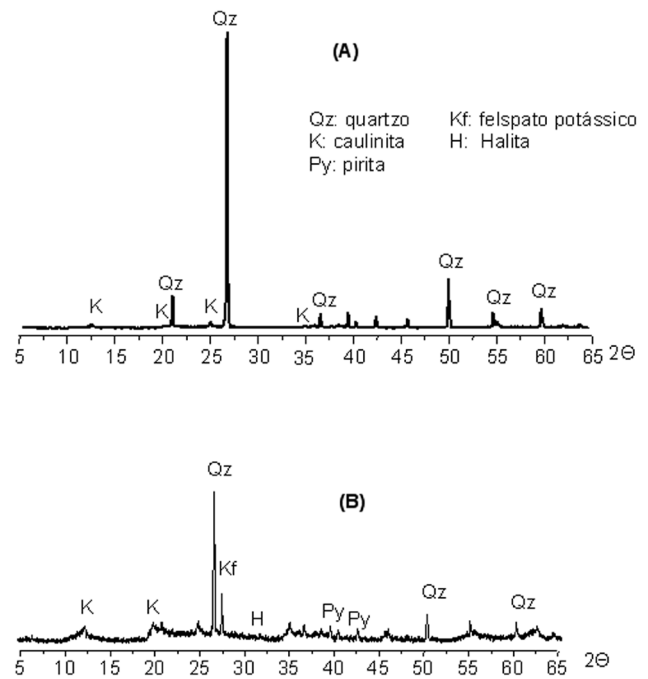 Qz
(A)
Qz: quartzo Kf: felspato potássico
K: caulinita H: Halita
Py: pirita
K K Qz K K Qz Qz Qz Qz
5 10 15 20 25 30 35 40 45 50 55 60 65 2Θ
Qz
(B)
Kf
K K H Py Py Qz Qz
5 10 15 20 25 30 35 40 45 50 55 60 65 2Θ